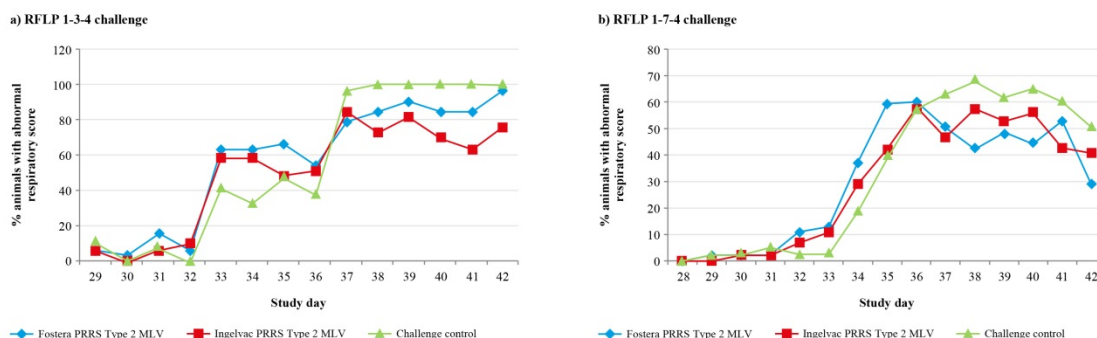 a) RFLP 1-3-4 challenge
% animals with abnormal
respiratory score
120
100
80
60
40
20
0
29 30 31 32 33 34 35 36 37 38 39 40 41 42
Study day
Fostera PRRS Type 2 MLV Ingelvac PRRS Type 2 MLV Challenge control
b) RFLP 1-7-4 challenge
% animals with abnormal
respiratory score
80
70
60
50
40
30
20
10
0
28 29 30 31 32 33 34 35 36 37 38 39 40 41 42
Study day
Fostera PRRS Type 2 MLV Ingelvac PRRS Type 2 MLV Challenge control